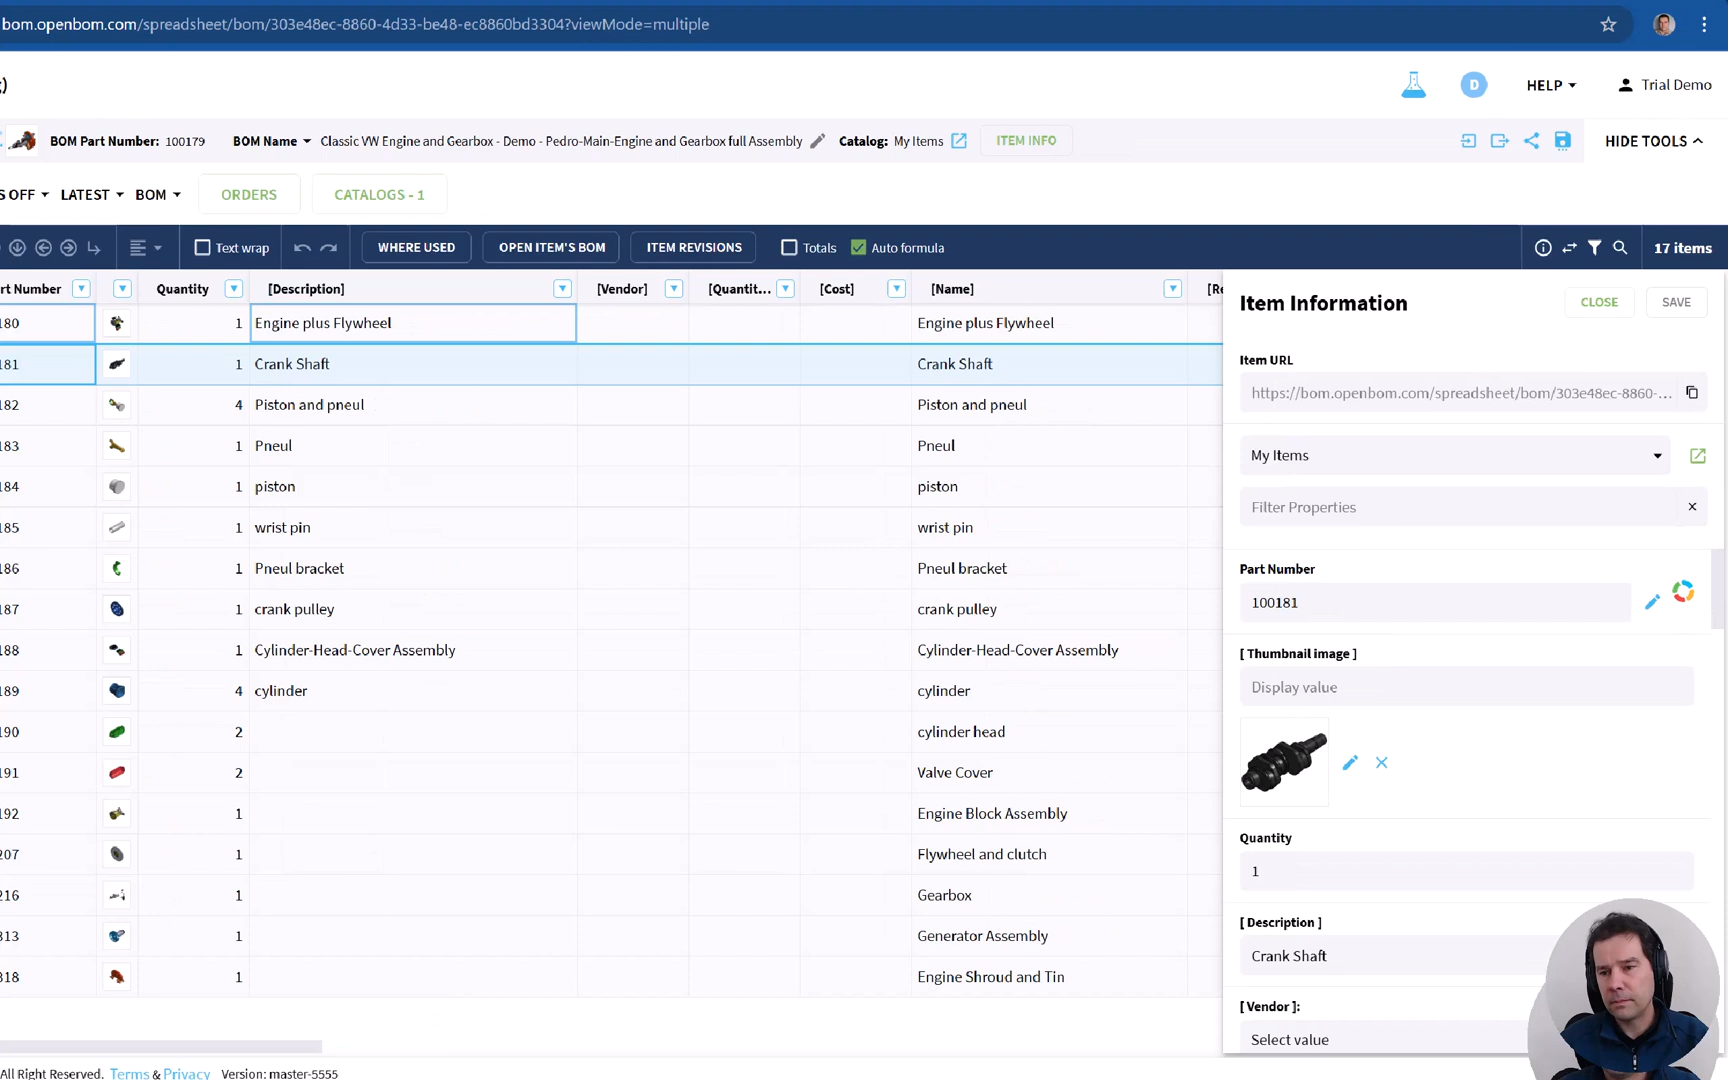 bom.openbom.com/spreadsheet/bom/303e48ec-8860-4d33-be48-ec8860bd3304?viewMode=multiple
)
D HELP Trial Demo
BOM Part Number: 100179 BOM Name Classic VW Engine and Gearbox - Demo - Pedro-Main-Engine and Gearbox full Assembly Catalog: My Items ITEM INFO HIDE TOOLS
S OFF LATEST BOM ORDERS CATALOGS - 1
Text wrap WHERE USED OPEN ITEM'S BOM ITEM REVISIONS Totals Auto formula 17 items
rt Number Quantity [Description] [Vendor] [Quantit... [Cost] [Name] [Re
180 1 Engine plus Flywheel Engine plus Flywheel
181 1 Crank Shaft Crank Shaft
182 4 Piston and pneul Piston and pneul
183 1 Pneul Pneul
184 1 piston piston
185 1 wrist pin wrist pin
186 1 Pneul bracket Pneul bracket
187 1 crank pulley crank pulley
188 1 Cylinder-Head-Cover Assembly Cylinder-Head-Cover Assembly
189 4 cylinder cylinder
190 2 cylinder head
191 2 Valve Cover
192 1 Engine Block Assembly
207 1 Flywheel and clutch
216 1 Gearbox
313 1 Generator Assembly
318 1 Engine Shroud and Tin
Item Information CLOSE SAVE
Item URL
https://bom.openbom.com/spreadsheet/bom/303e48ec-8860-...
My Items
Filter Properties
Part Number
100181
[ Thumbnail image ]
Display value
Quantity
1
[ Description ]
Crank Shaft
[ Vendor ]:
Select value
All Right Reserved. Terms & Privacy Version: master-5555